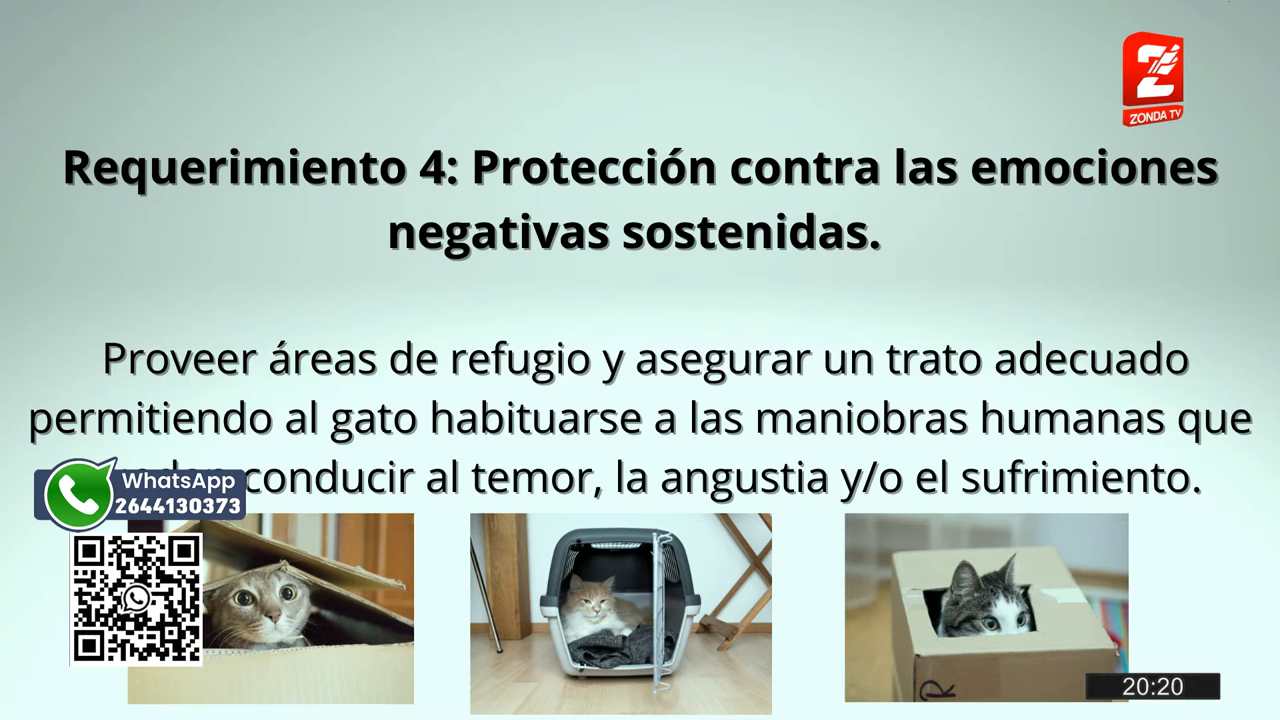 ZONDA TV
Requerimiento 4: Protección contra las emociones
negativas sostenidas.
Proveer áreas de refugio y asegurar un trato adecuado
permitiendo al gato habituarse a las maniobras humanas que
conducir al temor, la angustia y/o el sufrimiento.
WhatsApp
2644130373
R
20:20